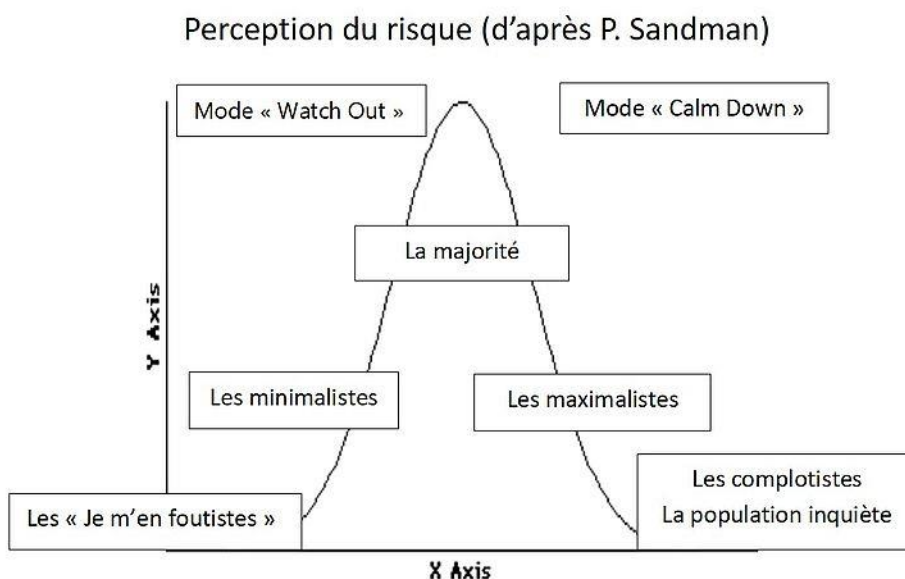 Perception du risque (d'après P. Sandman)
Mode « Watch Out »
Mode « Calm Down »
La majorité
Y Axis
Les minimalistes
Les maximalistes
Les « Je m'en foutistes »
Les complotistes
La population inquiète
X Axis